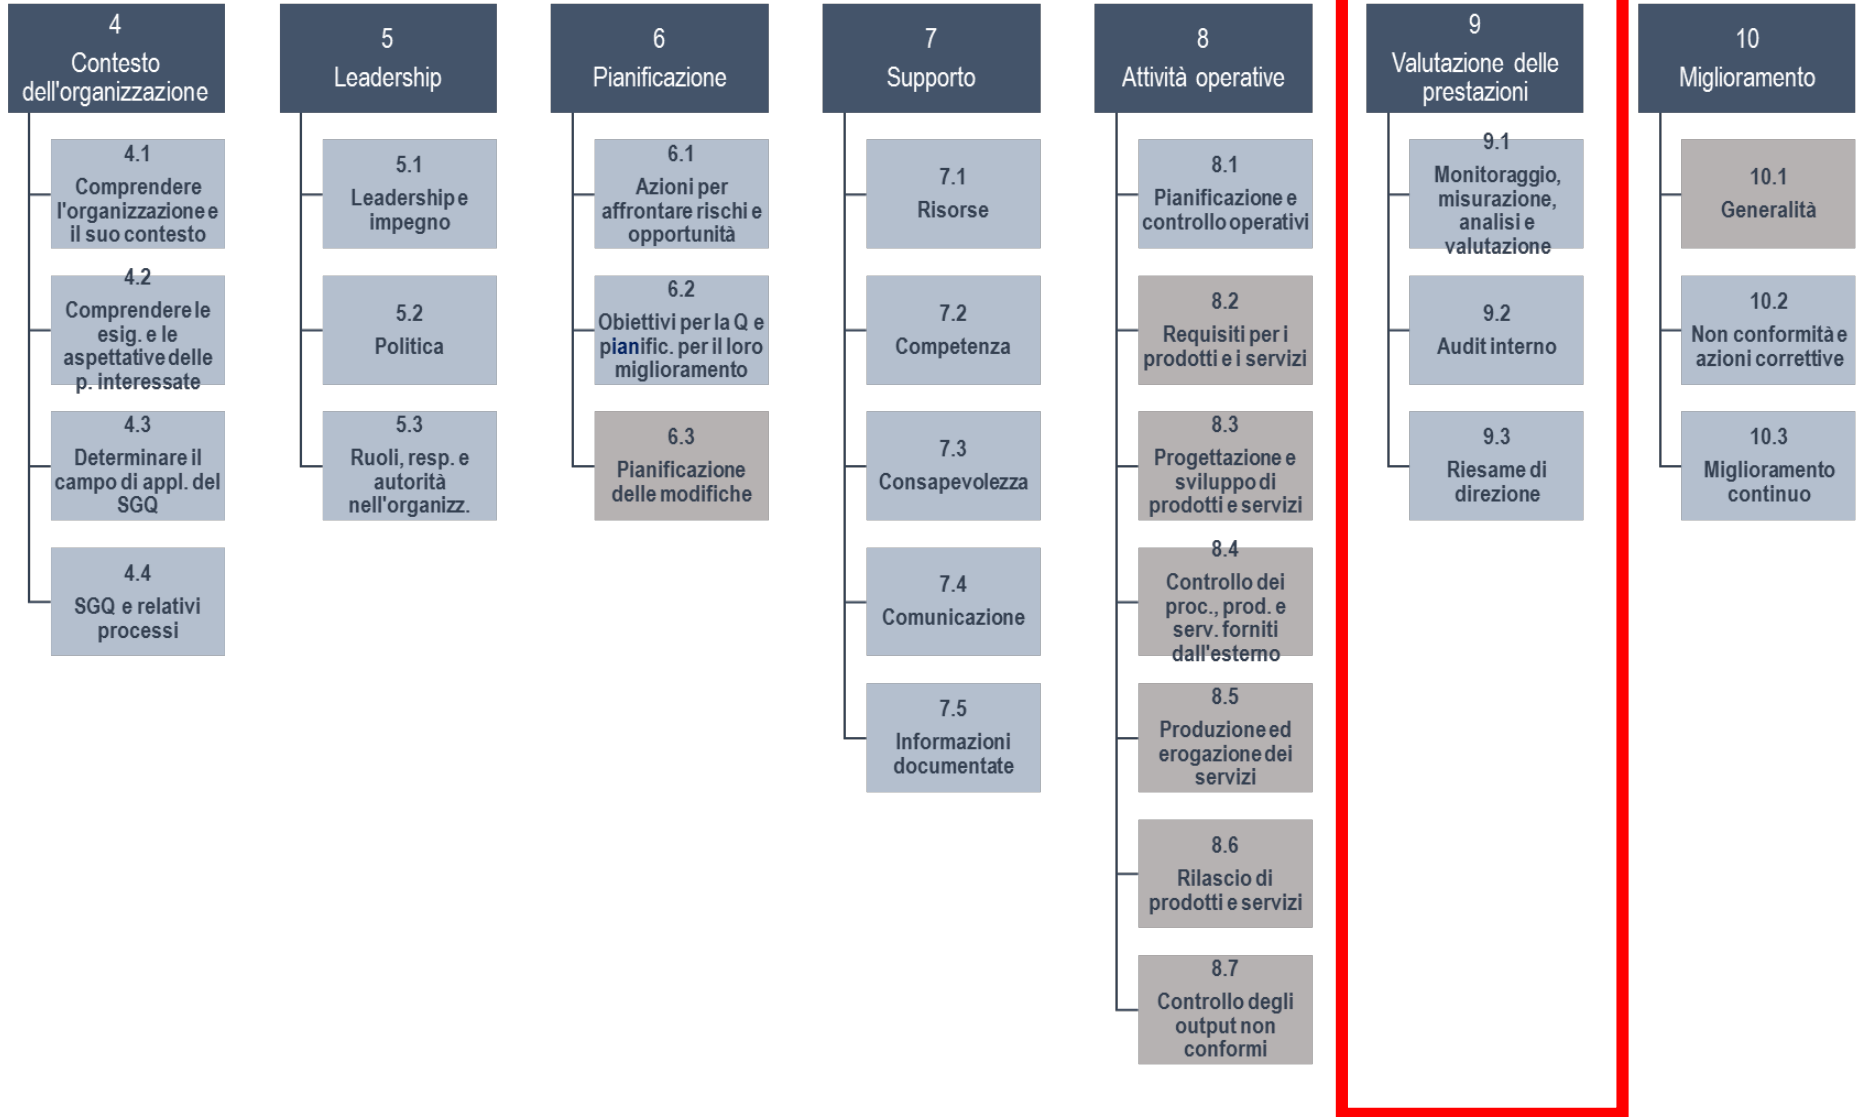 4
Contesto
dell'organizzazione
4.1
Comprendere
l'organizzazione e
il suo contesto
4.2
Comprendere le
esig. e le
aspettative delle
p. interessate
4.3
Determinare il
campo di appl. del
SGQ
4.4
SGQ e relativi
processi
5
Leadership
5.1
Leadership e
impegno
5.2
Politica
5.3
Ruoli, resp. e
autorità
nell'organizz.
6
Pianificazione
6.1
Azioni per
affrontare rischi e
opportunità
6.2
Obiettivi per la Q e
pianific. per il loro
miglioramento
6.3
Pianificazione
delle modifiche
7
Supporto
7.1
Risorse
7.2
Competenza
7.3
Consapevolezza
7.4
Comunicazione
7.5
Informazioni
documentate
8
Attività operative
8.1
Pianificazione e
controllo operativi
8.2
Requisiti per i
prodotti e i servizi
8.3
Progettazione e
sviluppo di
prodotti e servizi
8.4
Controllo dei
proc., prod. e
serv. forniti
dall'esterno
8.5
Produzione ed
erogazione dei
servizi
8.6
Rilascio di
prodotti e servizi
8.7
Controllo degli
output non
conformi
9
Valutazione delle
prestazioni
9.1
Monitoraggio,
misurazione,
analisi e
valutazione
9.2
Audit interno
9.3
Riesame di
direzione
10
Miglioramento
10.1
Generalità
10.2
Non conformità e
azioni correttive
10.3
Miglioramento
continuo